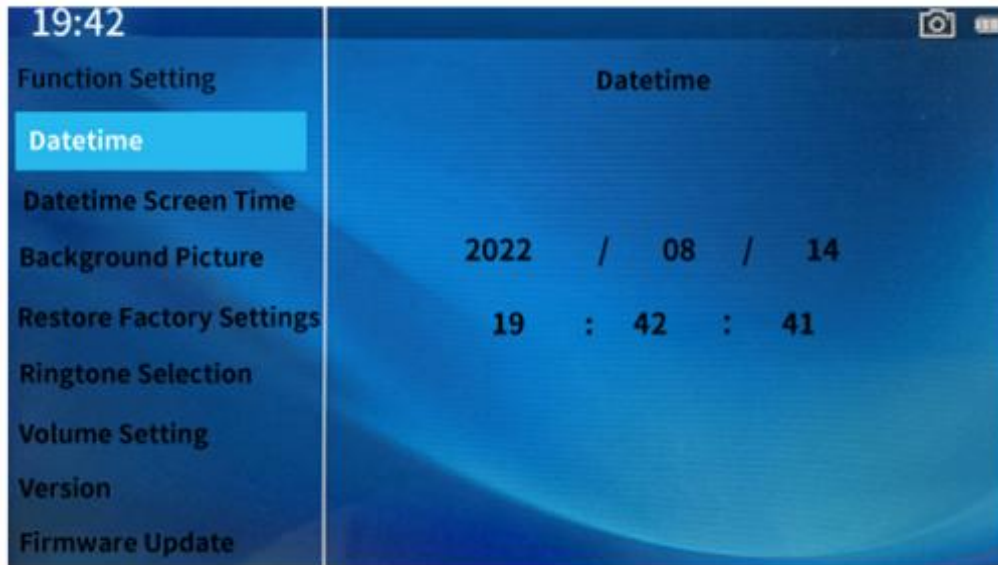 19:42
Function Setting
Datetime
Datetime Screen Time
Background Picture
Restore Factory Settings
Ringtone Selection
Volume Setting
Version
Firmware Update
Datetime
2022 / 08 / 14
19 : 42 : 41